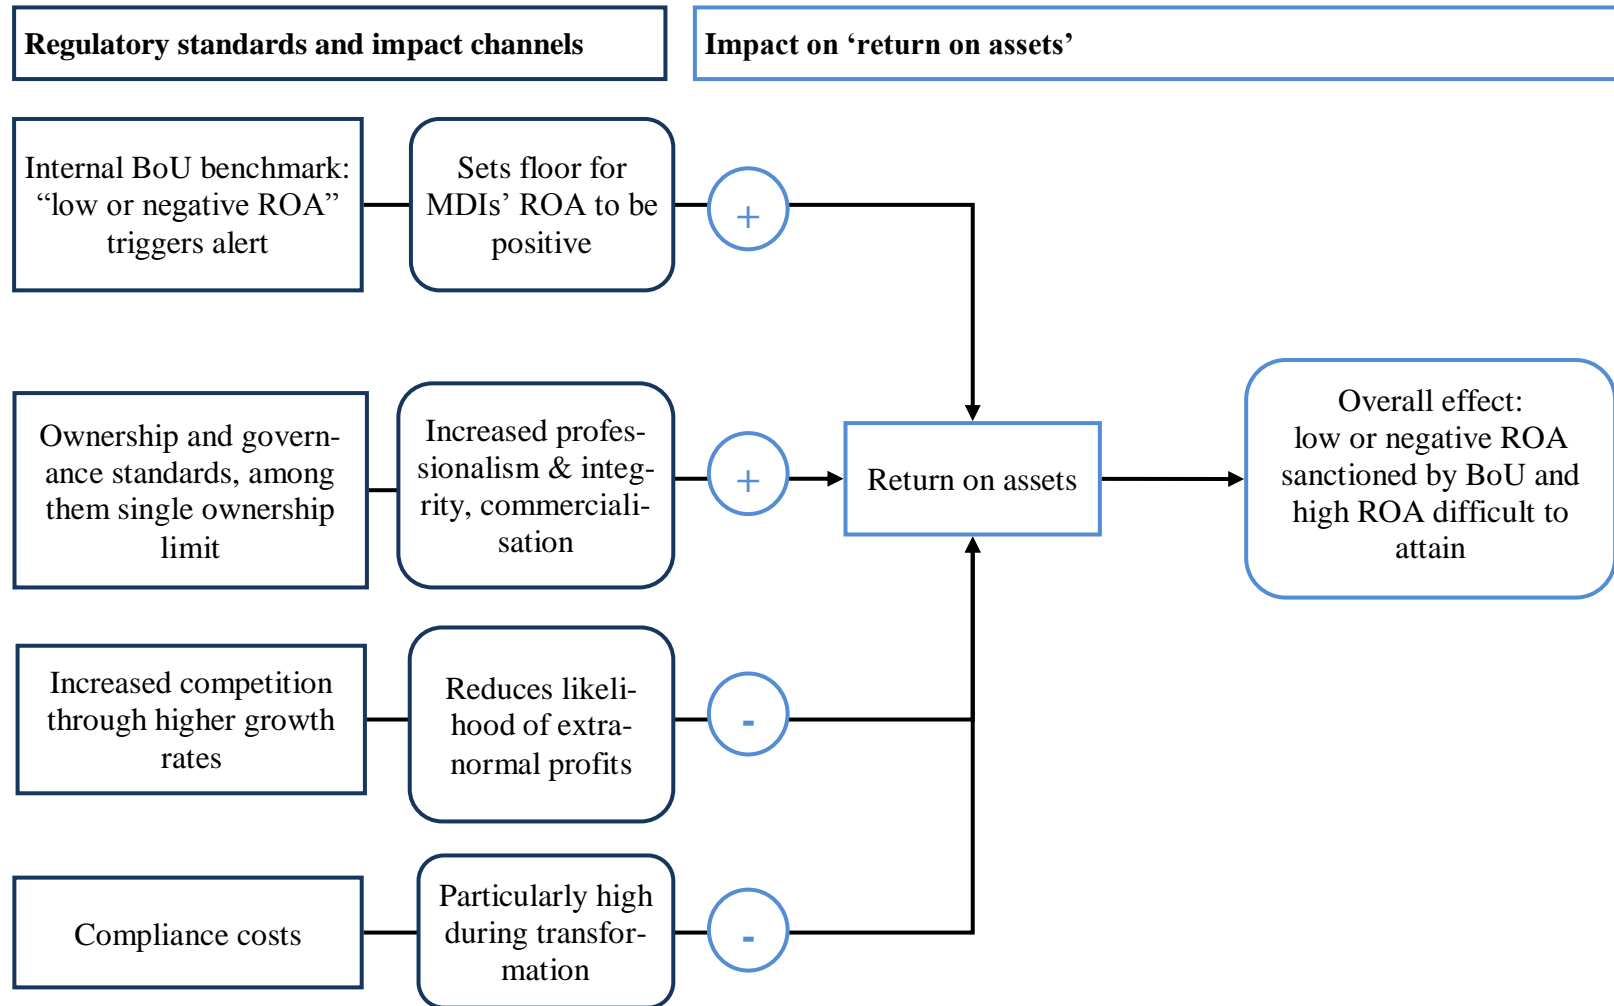 Regulatory standards and impact channels
Impact on ‘return on assets’
Internal BoU benchmark:
“low or negative ROA”
triggers alert
Sets floor for
MDIs’ ROA to be
positive
+
Ownership and govern-
ance standards, among
them single ownership
limit
Increased profes-
sionalism & integ-
rity, commerciali-
sation
+
Return on assets
Overall effect:
low or negative ROA
sanctioned by BoU and
high ROA difficult to
attain
Increased competition
through higher growth
rates
Reduces likeli-
hood of extra-
normal profits
-
Compliance costs
Particularly high
during transfor-
mation
-